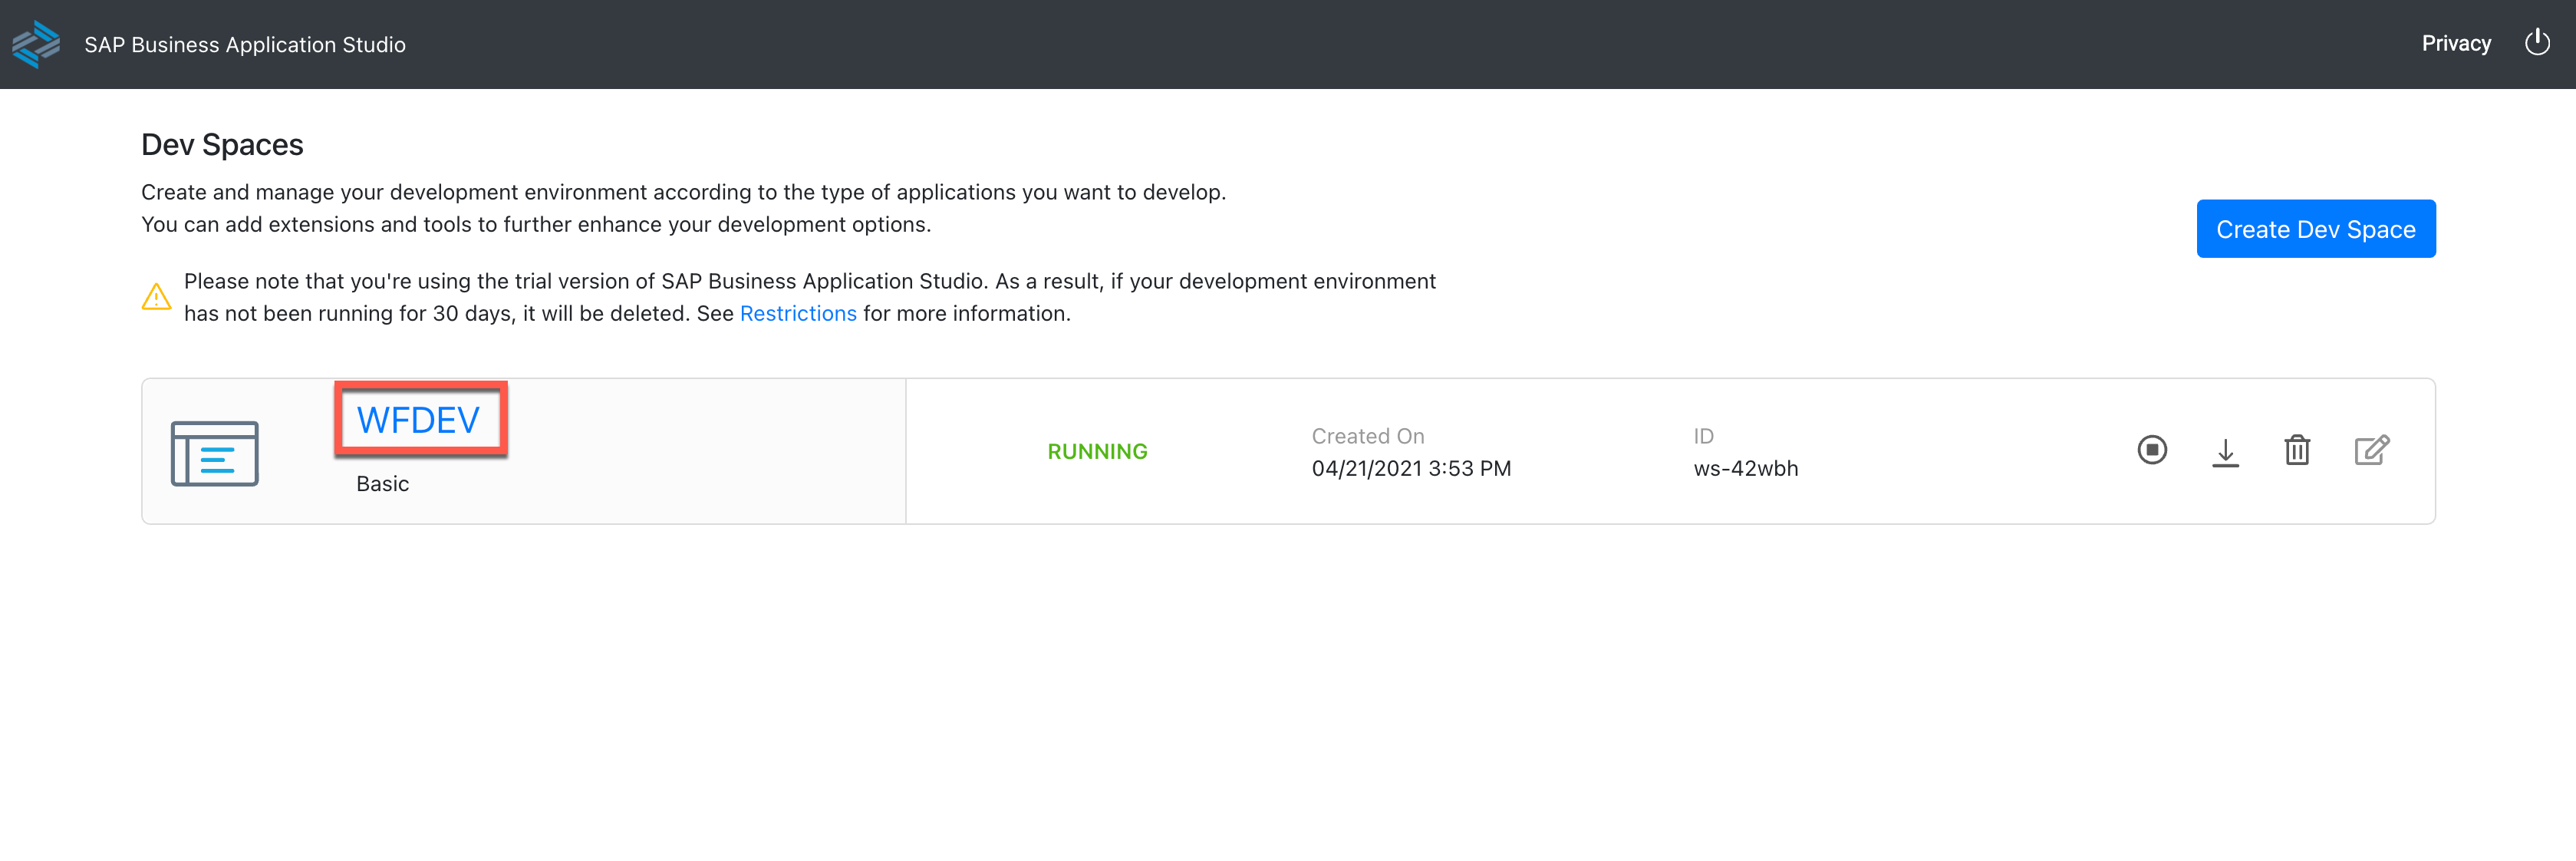 SAP Business Application Studio
Privacy
Dev Spaces
Create and manage your development environment according to the type of applications you want to develop.
You can add extensions and tools to further enhance your development options.
Create Dev Space
Please note that you're using the trial version of SAP Business Application Studio. As a result, if your development environment
has not been running for 30 days, it will be deleted. See Restrictions for more information.
WFDEV
Basic
RUNNING
Created On
04/21/2021 3:53 PM
ID
ws-42wbh